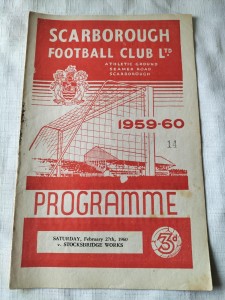 SCARBOROUGH
FOOTBALL CLUB LTD.
ATHLETIC GROUND
SEAMER ROAD
SCARBOROUGH
1959-60
14
PROGRAMME
SATURDAY, February 27th, 1960
v. STOCKSBRIDGE WORKS
3d